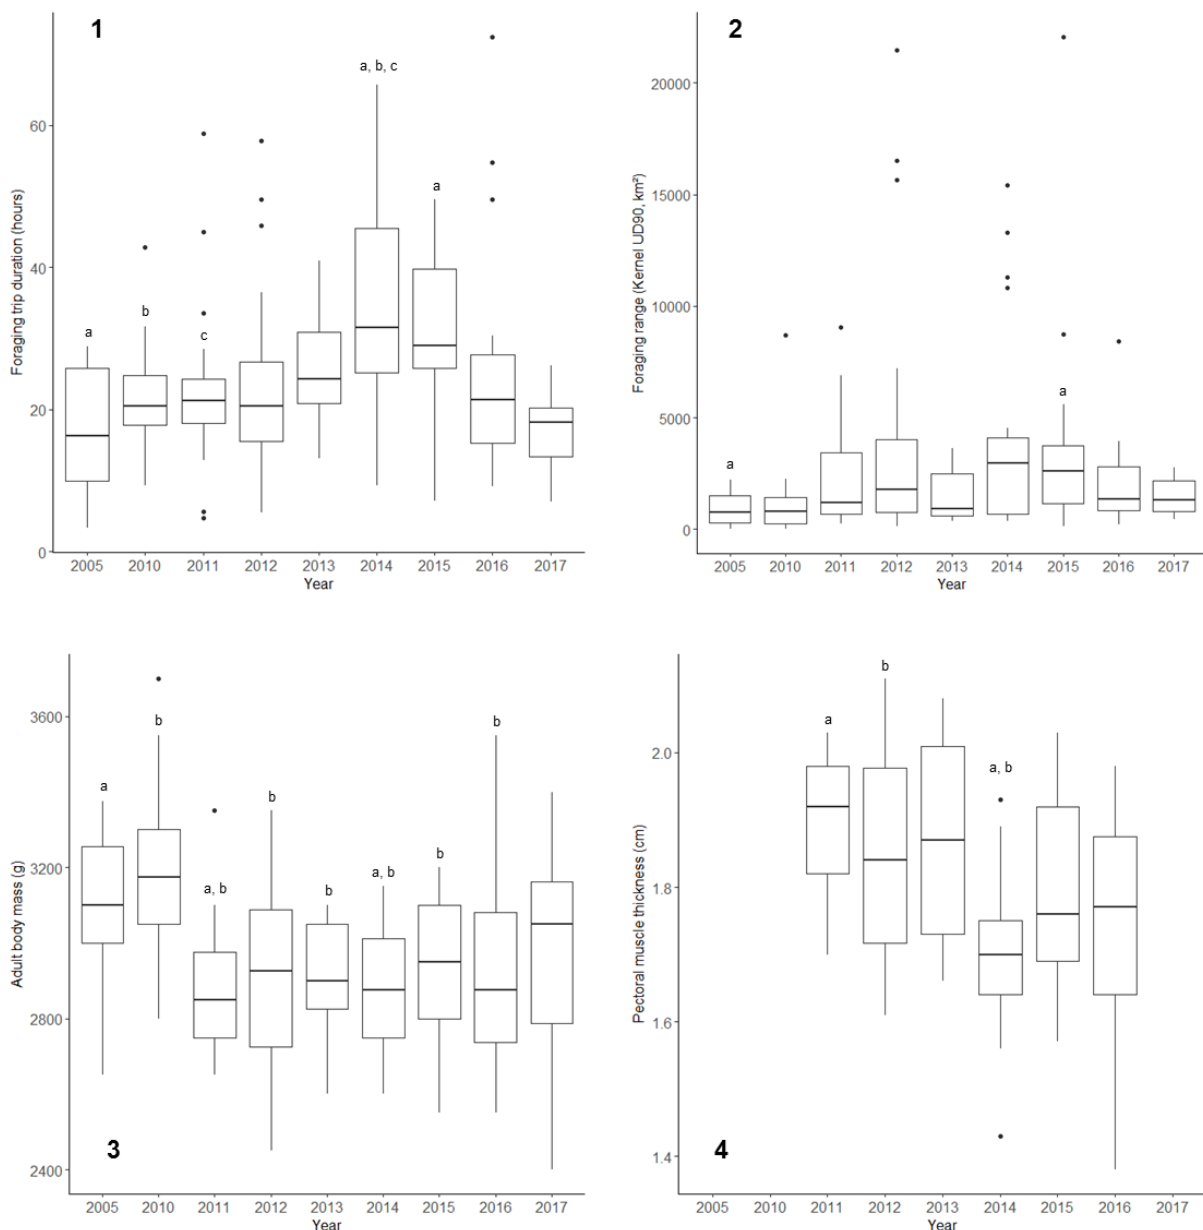 1
Foraging trip duration (hours)
60
40
20
0
a
b
c
a, b, c
a
2005 2010 2011 2012 2013 2014 2015 2016 2017
Year
2
Foraging range (Kernel UD90, km²)
20000
15000
10000
5000
0
a
a
2005 2010 2011 2012 2013 2014 2015 2016 2017
Year
3
Adult body mass (g)
3600
3200
2800
2400
a
b
a, b
b
b
a, b
b
b
2005 2010 2011 2012 2013 2014 2015 2016 2017
Year
4
Pectoral muscle thickness (cm)
2.0
1.8
1.6
1.4
a
b
a, b
2005 2010 2011 2012 2013 2014 2015 2016 2017
Year